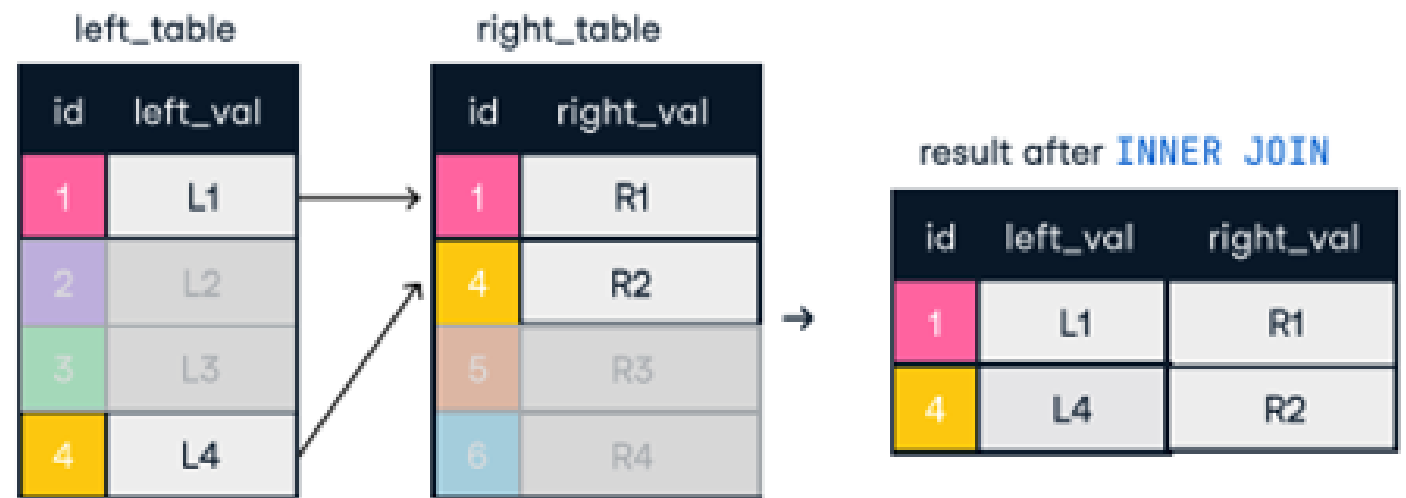 left_table
id left_val
1 L1
2 L2
3 L3
4 L4
right_table
id right_val
1 R1
4 R2
5 R3
6 R4
result after INNER JOIN
id left_val right_val
1 L1 R1
4 L4 R2